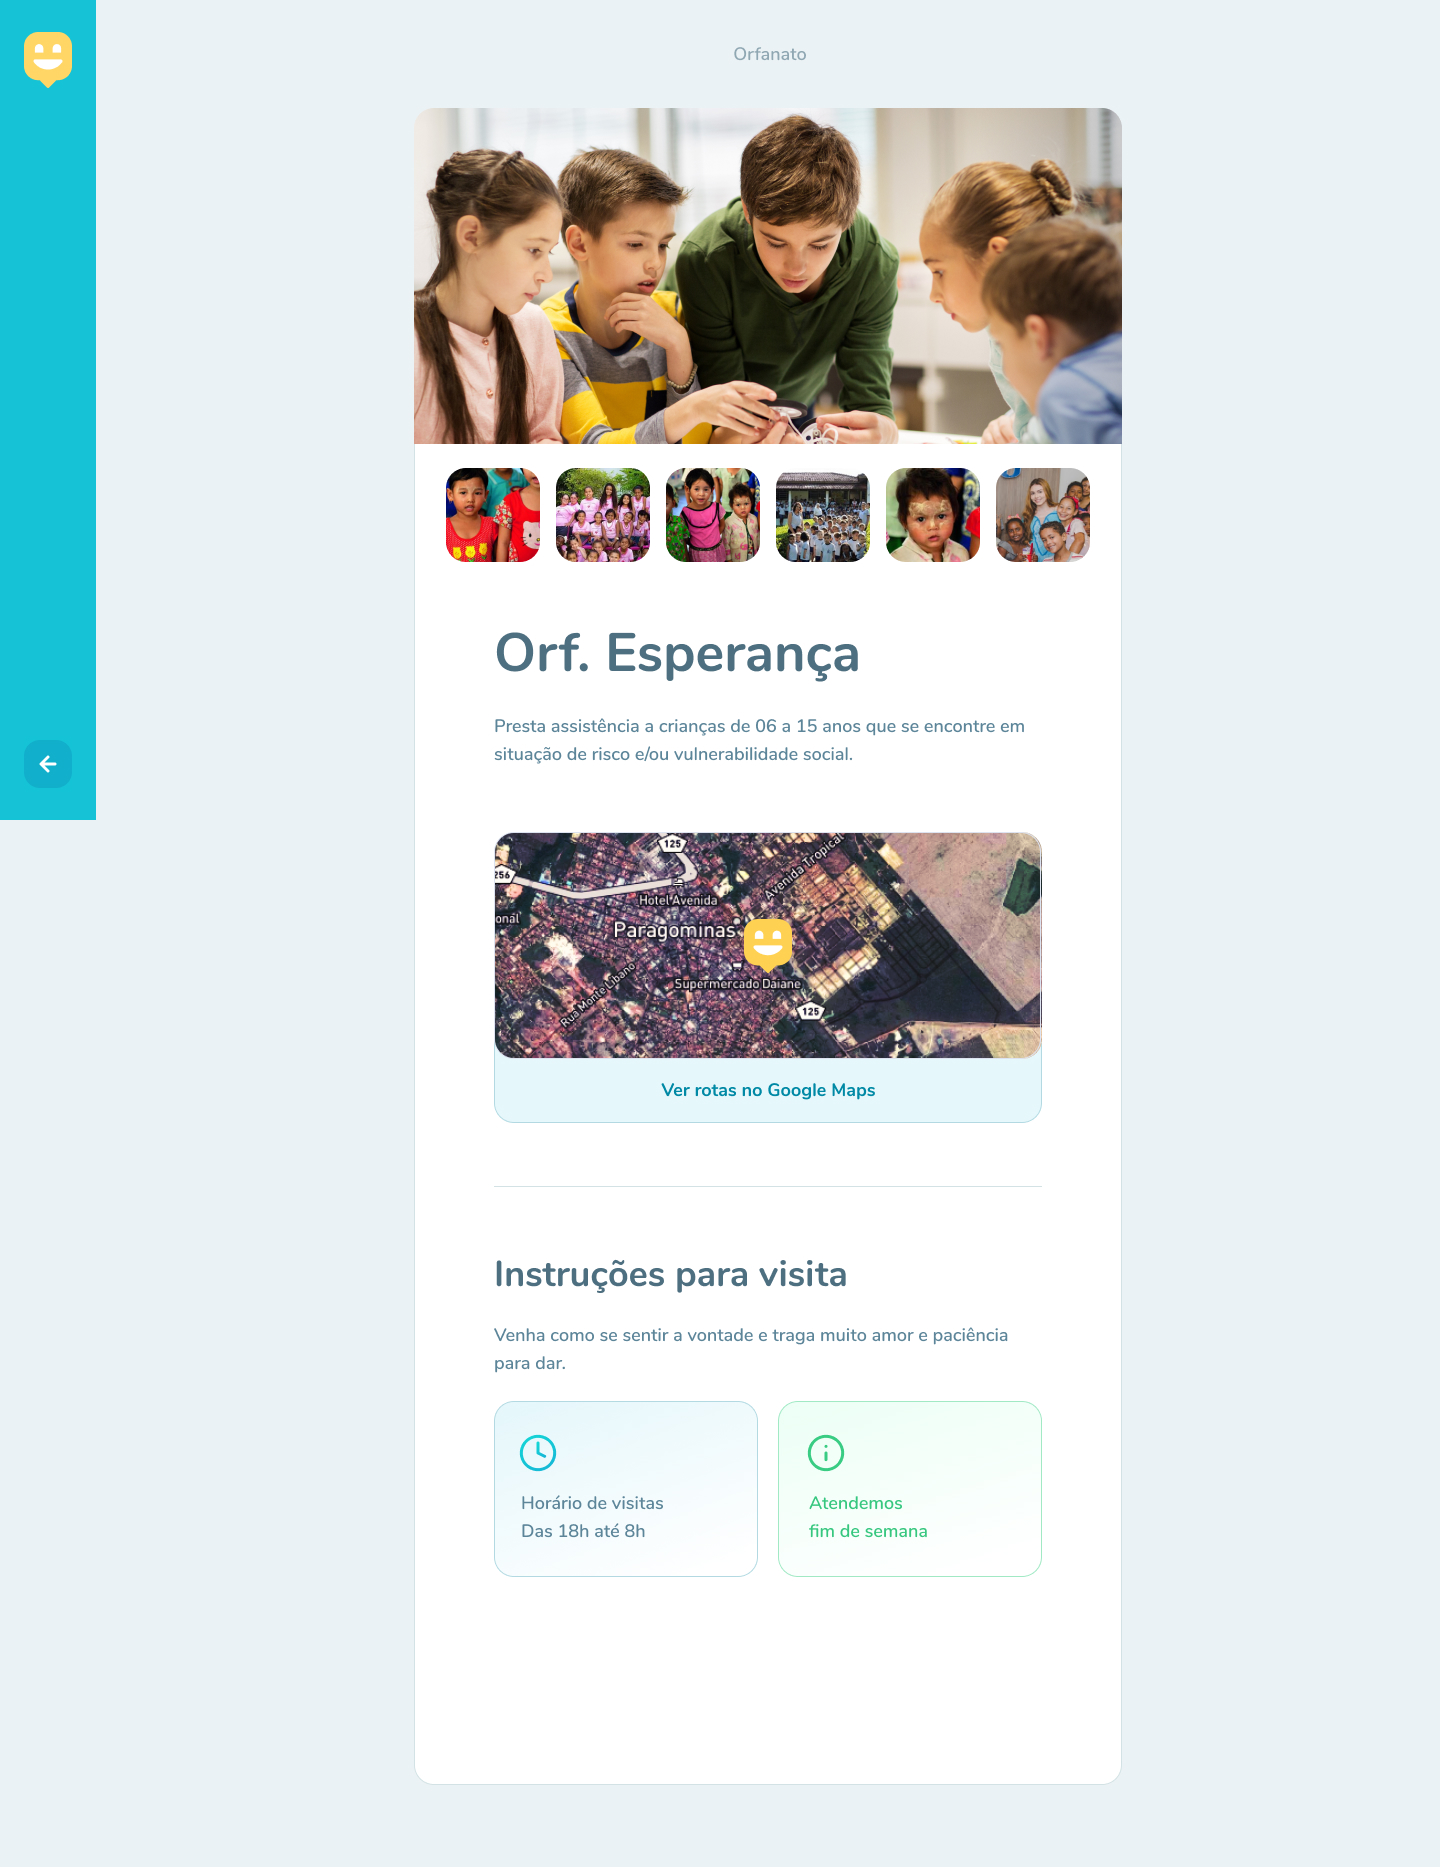 Orfanato
Orf. Esperança
Presta assistência a crianças de 06 a 15 anos que se encontre em
situação de risco e/ou vulnerabilidade social.
125
256
Avenida Tropical
Hotel Avenida
onal
Paragominas
Supermercado Daiane
Rua Monte Líbano
125
Ver rotas no Google Maps
Instruções para visita
Venha como se sentir a vontade e traga muito amor e paciência
para dar.
Horário de visitas
Das 18h até 8h
Atendemos
fim de semana